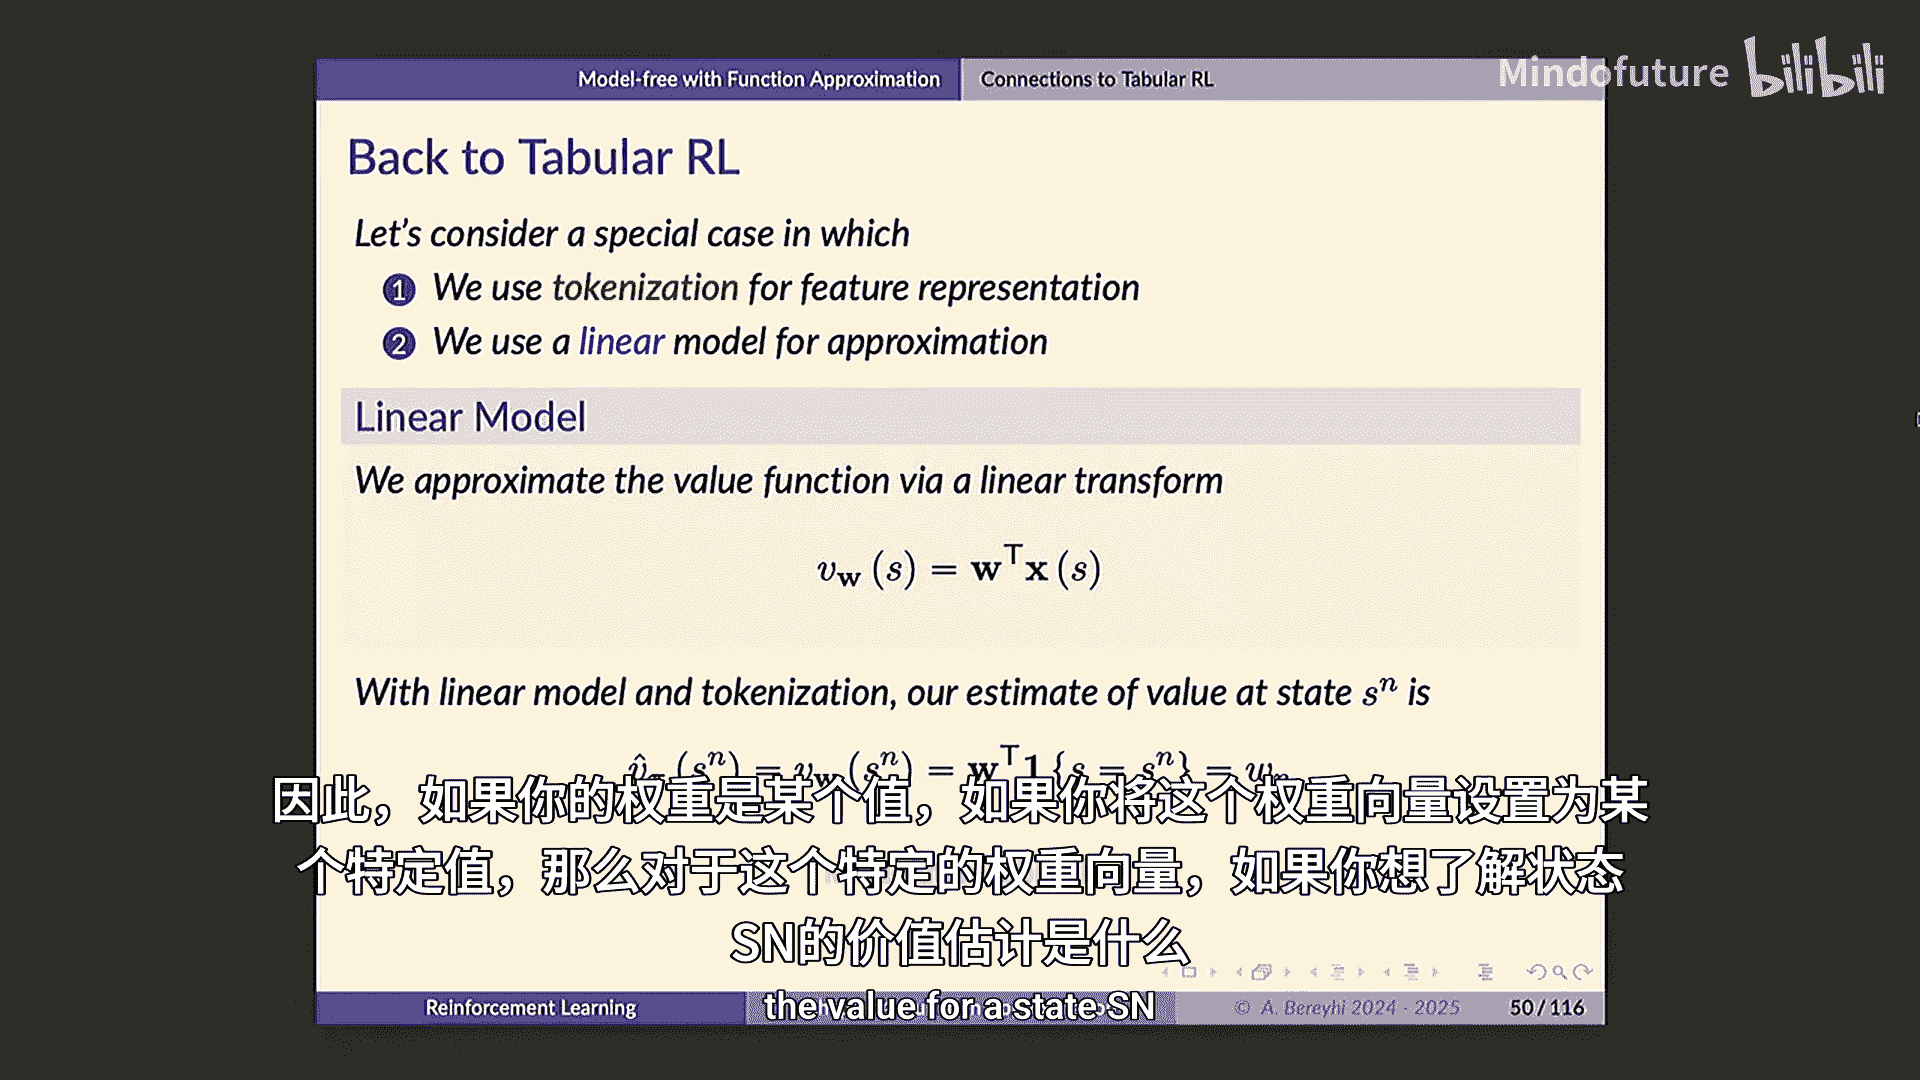 Model-free with Function Approximation
Connections to Tabular RL
Mindofuture bilibili
Back to Tabular RL
Let's consider a special case in which
1 We use tokenization for feature representation
2 We use a linear model for approximation
Linear Model
We approximate the value function via a linear transform
v_w (s) = w^T x (s)
With linear model and tokenization, our estimate of value at state s^n is
(s^n) = v_w (s^n) = w^T 1 {s = s^n} = w_n
因此，如果你的权重是某个值，如果你将这个权重向量设置为某
个特定值，那么对于这个特定的权重向量，如果你想了解状态
SN的价值估计是什么
the value for a state SN
Reinforcement Learning
© A. Bereyhi 2024 - 2025
50 / 116